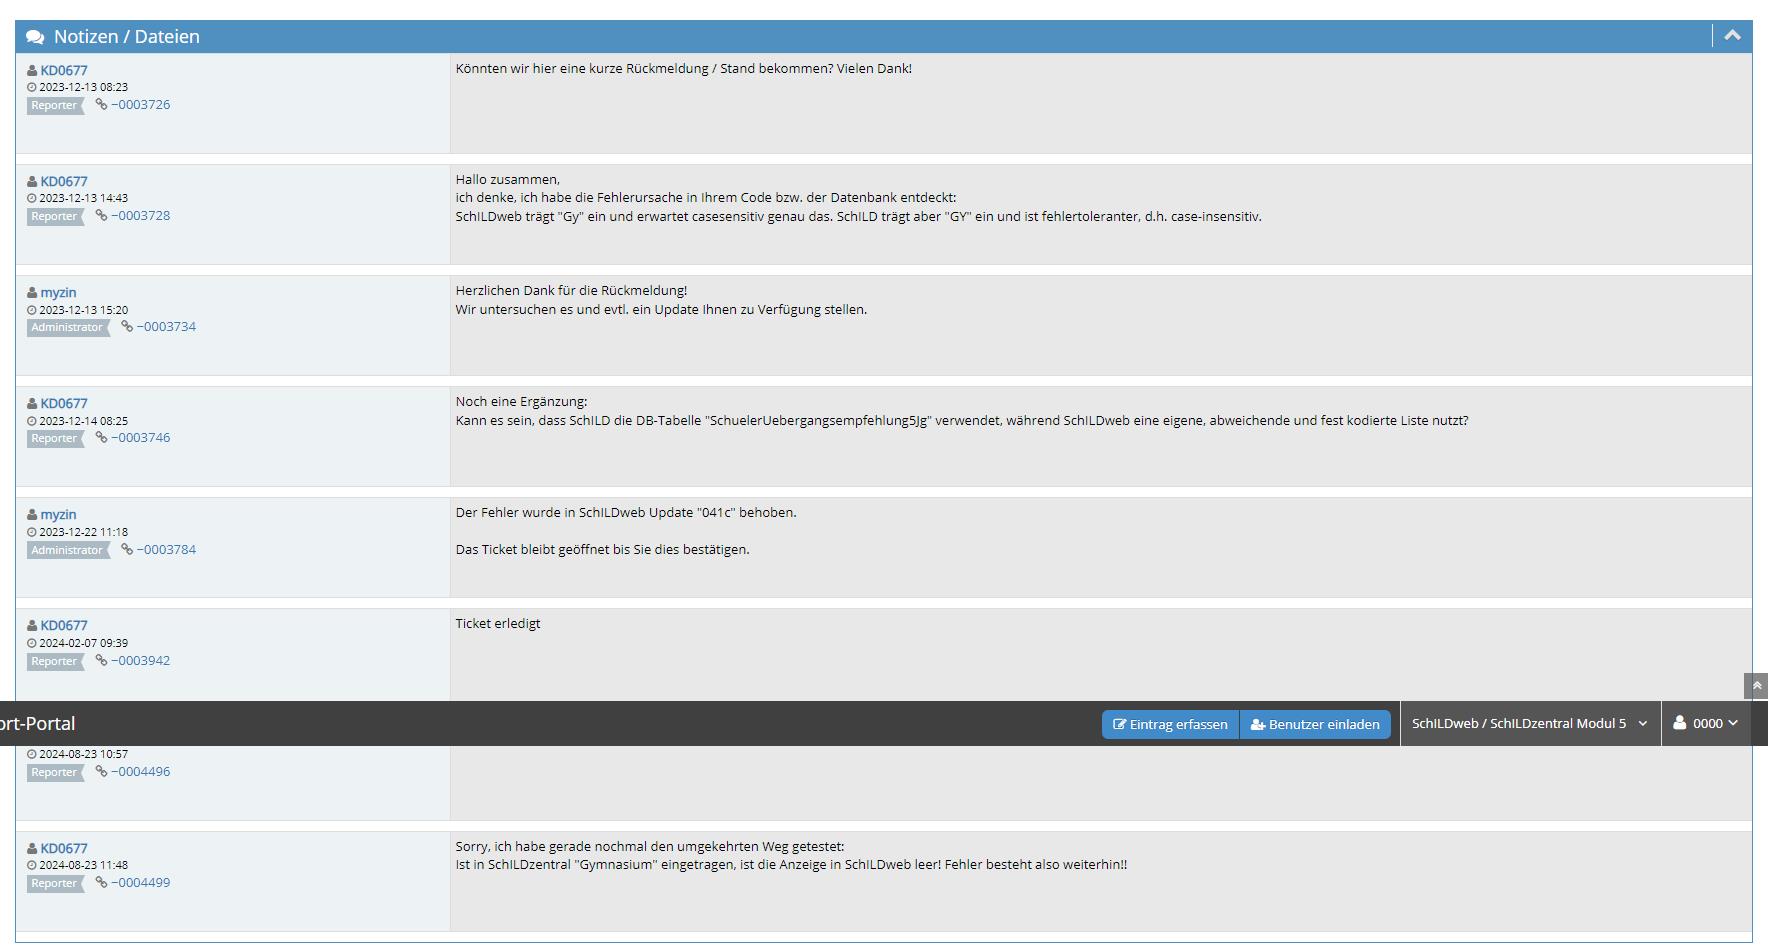 Notizen / Dateien
KD0677
2023-12-13 08:23
Reporter ~0003726
Könnten wir hier eine kurze Rückmeldung / Stand bekommen? Vielen Dank!
KD0677
2023-12-13 14:43
Reporter ~0003728
Hallo zusammen,
ich denke, ich habe die Fehlerursache in Ihrem Code bzw. der Datenbank entdeckt:
SchILDweb trägt "Gy" ein und erwartet casesensitiv genau das. SchILD trägt aber "GY" ein und ist fehlertoleranter, d.h. case-insensitiv.
myzin
2023-12-13 15:20
Administrator ~0003734
Herzlichen Dank für die Rückmeldung!
Wir untersuchen es und evtl. ein Update Ihnen zu Verfügung stellen.
KD0677
2023-12-14 08:25
Reporter ~0003746
Noch eine Ergänzung:
Kann es sein, dass SchILD die DB-Tabelle "SchuelerUebergangsempfehlung5Jg" verwendet, während SchILDweb eine eigene, abweichende und fest kodierte Liste nutzt?
myzin
2023-12-22 11:18
Administrator ~0003784
Der Fehler wurde in SchILDweb Update "041c" behoben.
Das Ticket bleibt geöffnet bis Sie dies bestätigen.
KD0677
2024-02-07 09:39
Reporter ~0003942
Ticket erledigt
ort-Portal
Eintrag erfassen Benutzer einladen SchILDweb / SchILDzentral Modul 5 0000
2024-08-23 10:57
Reporter ~0004496
KD0677
2024-08-23 11:48
Reporter ~0004499
Sorry, ich habe gerade nochmal den umgekehrten Weg getestet:
Ist in SchILDzentral "Gymnasium" eingetragen, ist die Anzeige in SchILDweb leer! Fehler besteht also weiterhin!!